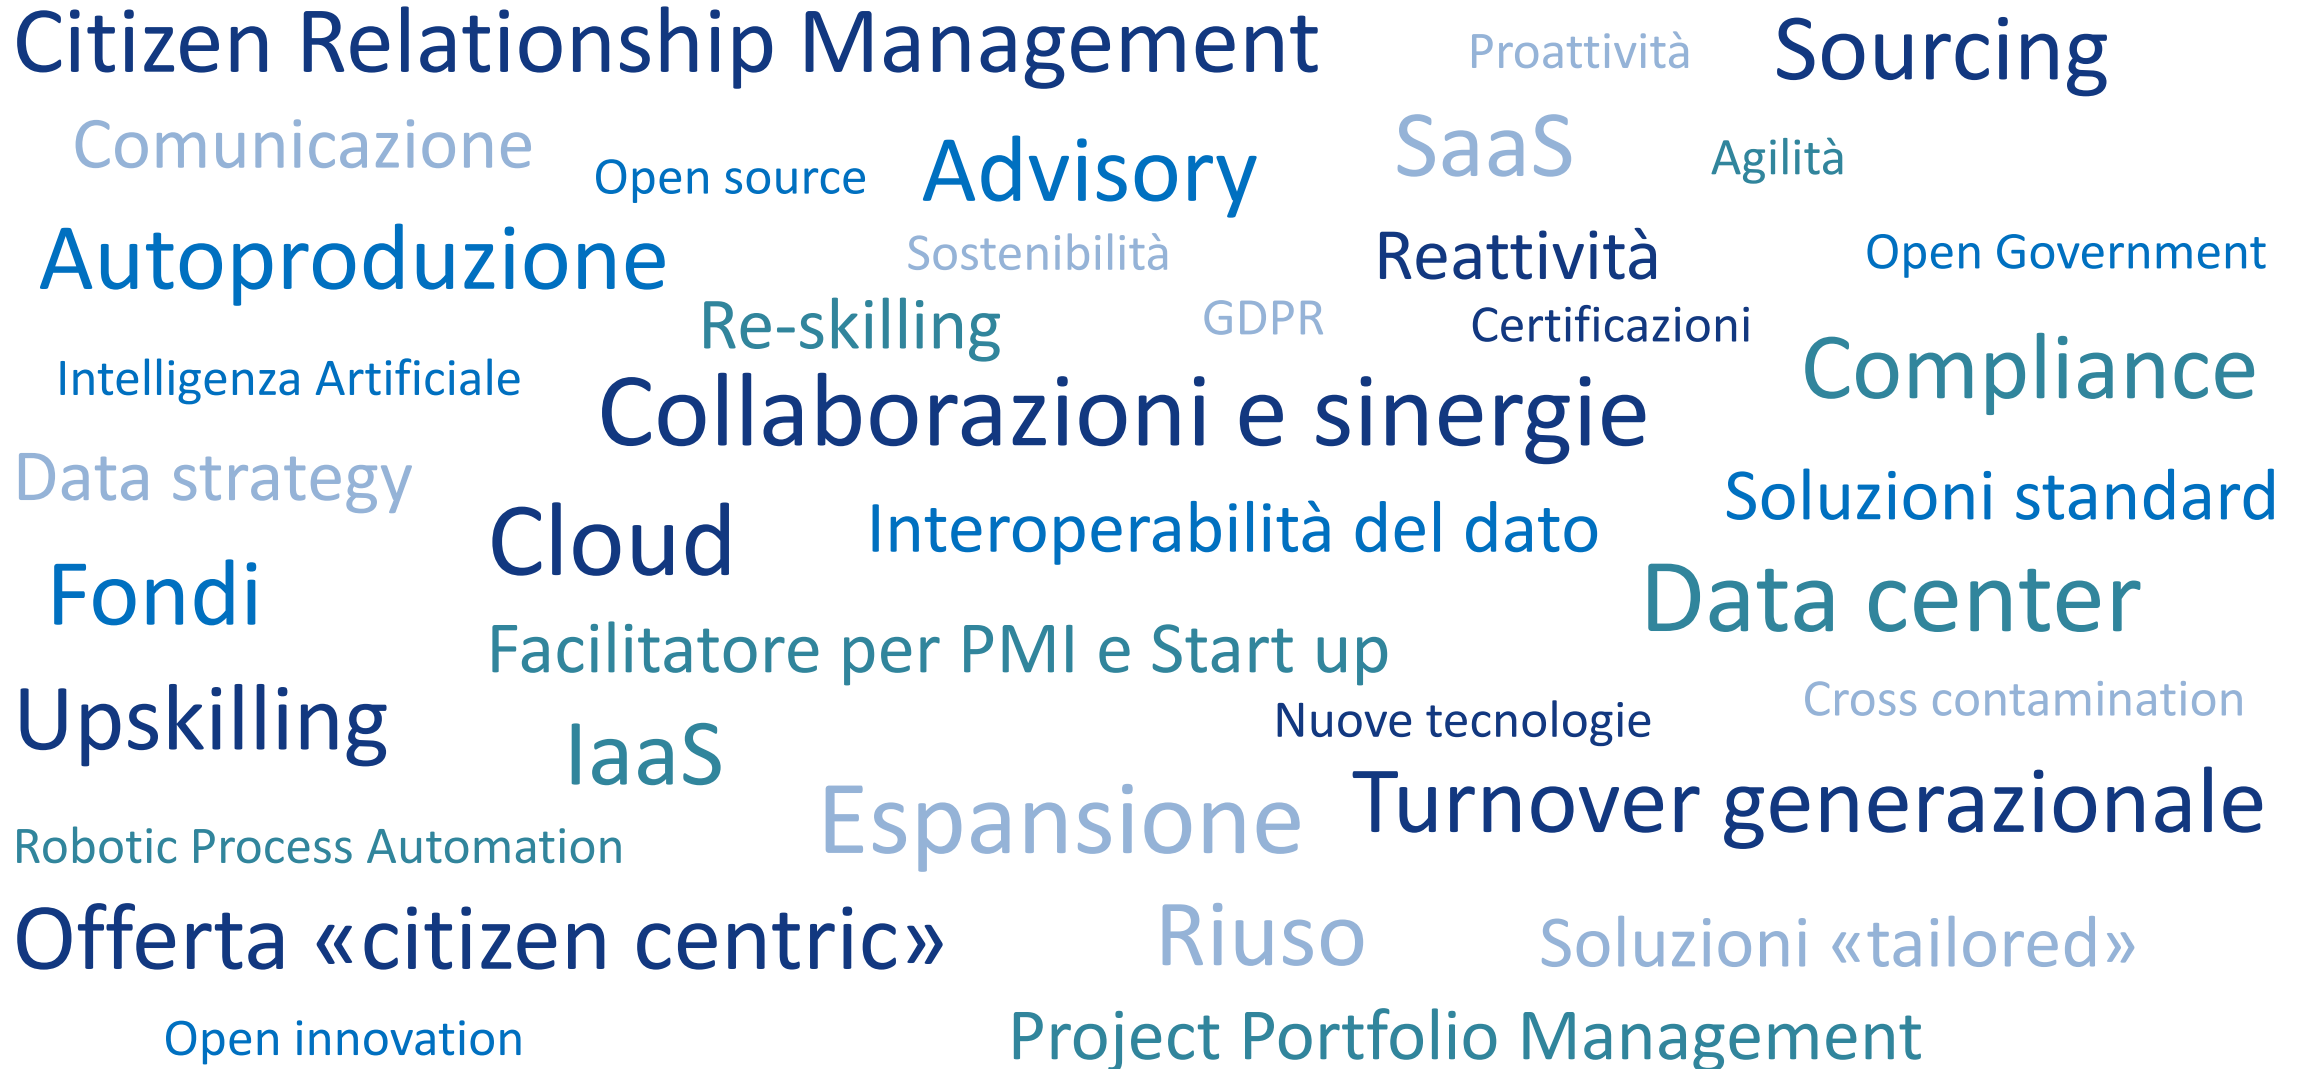 Citizen Relationship Management
Proattività
Sourcing
Comunicazione
Open source
Advisory
SaaS
Agilità
Autoproduzione
Sostenibilità
Reattività
Open Government
Re-skilling
GDPR
Certificazioni
Intelligenza Artificiale
Collaborazioni e sinergie
Compliance
Data strategy
Cloud
Interoperabilità del dato
Soluzioni standard
Fondi
Data center
Facilitatore per PMI e Start up
Upskilling
IaaS
Nuove tecnologie
Cross contamination
Robotic Process Automation
Espansione
Turnover generazionale
Offerta «citizen centric»
Riuso
Soluzioni «tailored»
Open innovation
Project Portfolio Management